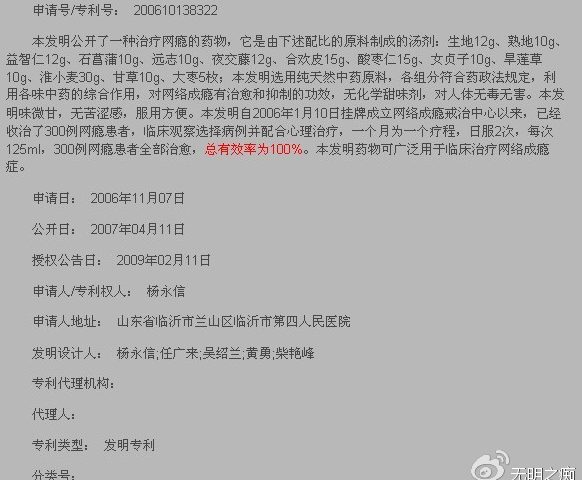 申请号/专利号： 200610138322
本发明公开了一种治疗网瘾的药物，它是由下述配比的原料制成的汤剂：生地12g、熟地10g、
益智仁12g、石菖蒲10g、远志10g、夜交藤12g、合欢皮15g、酸枣仁15g、女贞子10g、旱莲草
10g、淮小麦30g、甘草10g、大枣5枚；本发明选用纯天然中药原料，各组分符合药政法规定，利
用各味中药的综合作用，对网络成瘾有治愈和抑制的功效，无化学甜味剂，对人体无毒无害。本发
明味微甘，无苦涩感，服用方便。本发明自2006年1月10日挂牌成立网络成瘾戒治中心以来，已经
收治了300例网瘾患者，临床观察选择病例并配合心理治疗，一个月为一个疗程，日服2次，每次
125ml，300例网瘾患者全部治愈，总有效率为100%。本发明药物可广泛用于临床治疗网络成瘾
症。
申请日： 2006年11月07日
公开日： 2007年04月11日
授权公告日： 2009年02月11日
申请人/专利权人： 杨永信
申请人地址： 山东省临沂市兰山区临沂市第四人民医院
发明设计人： 杨永信;任广来;吴绍兰;黄勇;柴艳峰
专利代理机构：
代理人：
专利类型： 发明专利
分类号：
无明之癫